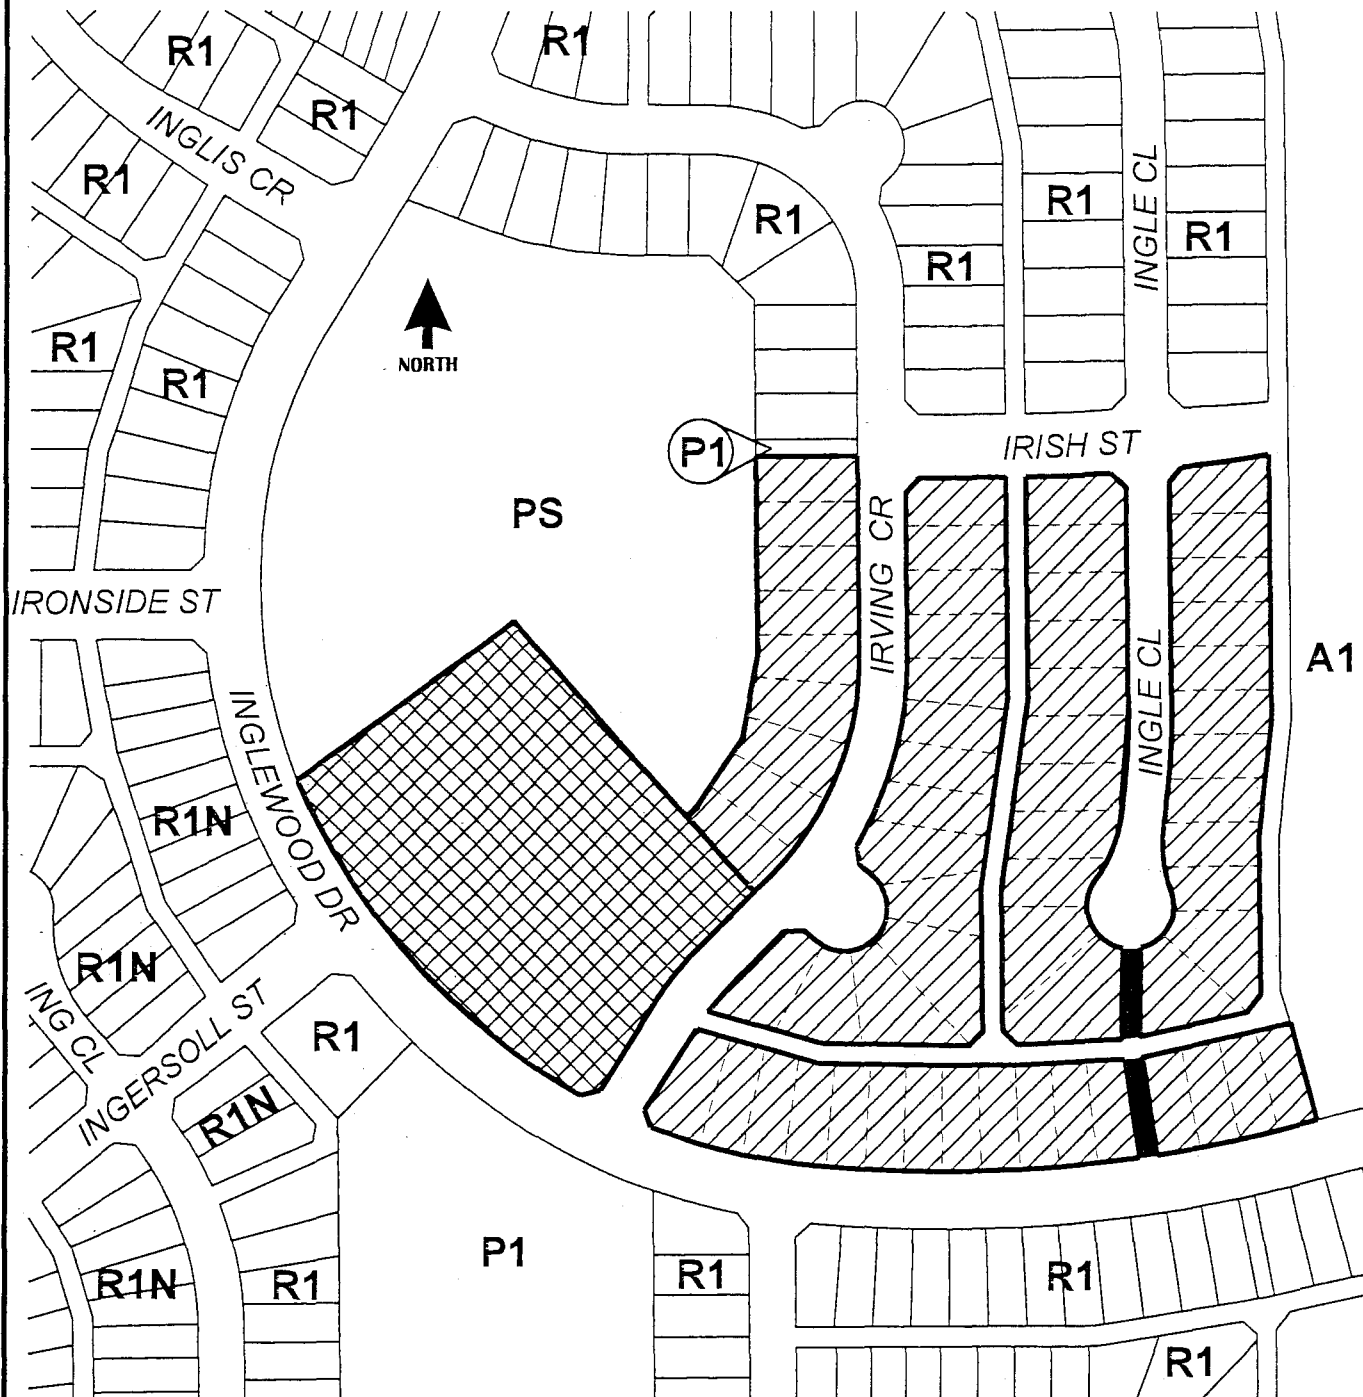 R1
R1
R1
INGLIS CR
R1
R1
R1
INGLE CL
R1
R1
R1
NORTH
R1
R1
P1
IRISH ST
PS
IRVING CR
IRONSIDE ST
INGLE CL
A1
INGLEWOOD DR
R1N
R1N
ING CL
INGERSOLL ST
R1
R1N
P1
R1N
R1
R1
R1
R1